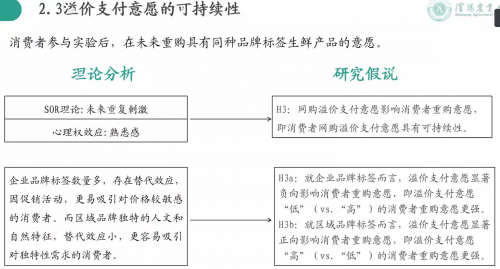 2.3溢价支付意愿的可持续性
消费者参与实验后，在未来重购具有同种品牌标签生鲜产品的意愿。
理论分析
研究假说
SOR理论：未来重复刺激
心理权效应：熟悉感
H3：网购溢价支付意愿影响消费者重购意愿，
即消费者网购溢价支付意愿具有可持续性。
企业品牌标签数量多，存在替代效应，
因促销活动，更易吸引对价格较敏感
的消费者。而区域品牌独特的人文和
自然特征，替代效应小，更容易吸引
对独特性需求的消费者。
H3a：就企业品牌标签而言，溢价支付意愿显著
负向影响消费者重购意愿，即溢价支付意愿
“低”（vs.“高”）的消费者重购意愿更强。
H3b：就区域品牌标签而言，溢价支付意愿显著
正向影响消费者重购意愿，即溢价支付意愿
“高”（vs.“低”）的消费者重购意愿更强。